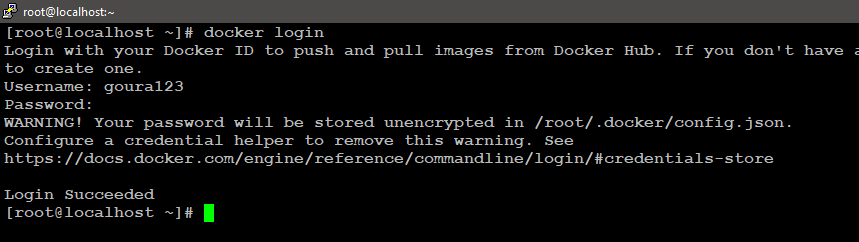 root@localhost:~
[root@localhost ~]# docker login
Login with your Docker ID to push and pull images from Docker Hub. If you don't have a
to create one.
Username: goura123
Password:
WARNING! Your password will be stored unencrypted in /root/.docker/config.json.
Configure a credential helper to remove this warning. See
https://docs.docker.com/engine/reference/commandline/login/#credentials-store
Login Succeeded
[root@localhost ~]#